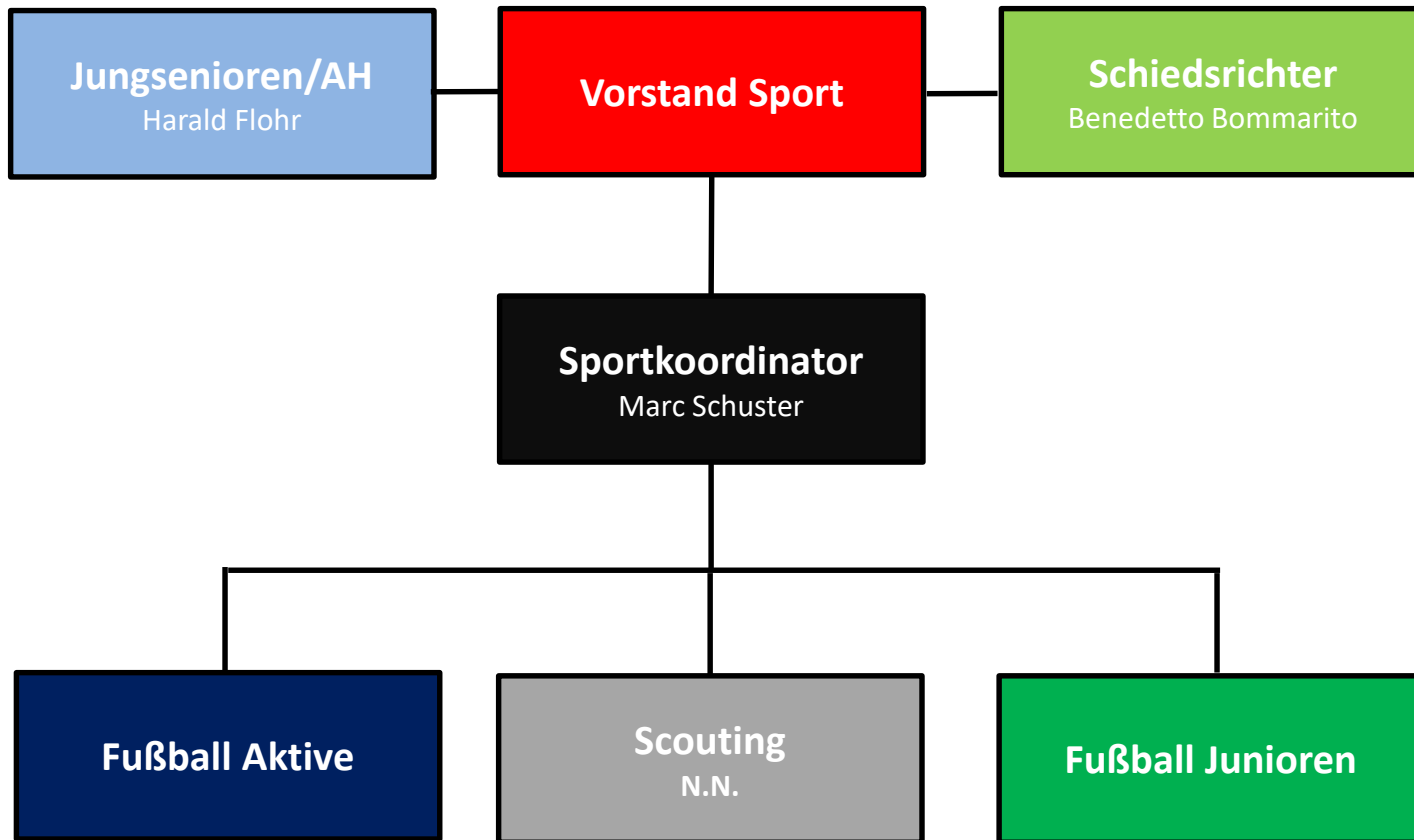 Jungsenioren/AH
Harald Flohr
Vorstand Sport
Schiedsrichter
Benedetto Bommarito
Sportkoordinator
Marc Schuster
Fußball Aktive
Scouting
N.N.
Fußball Junioren